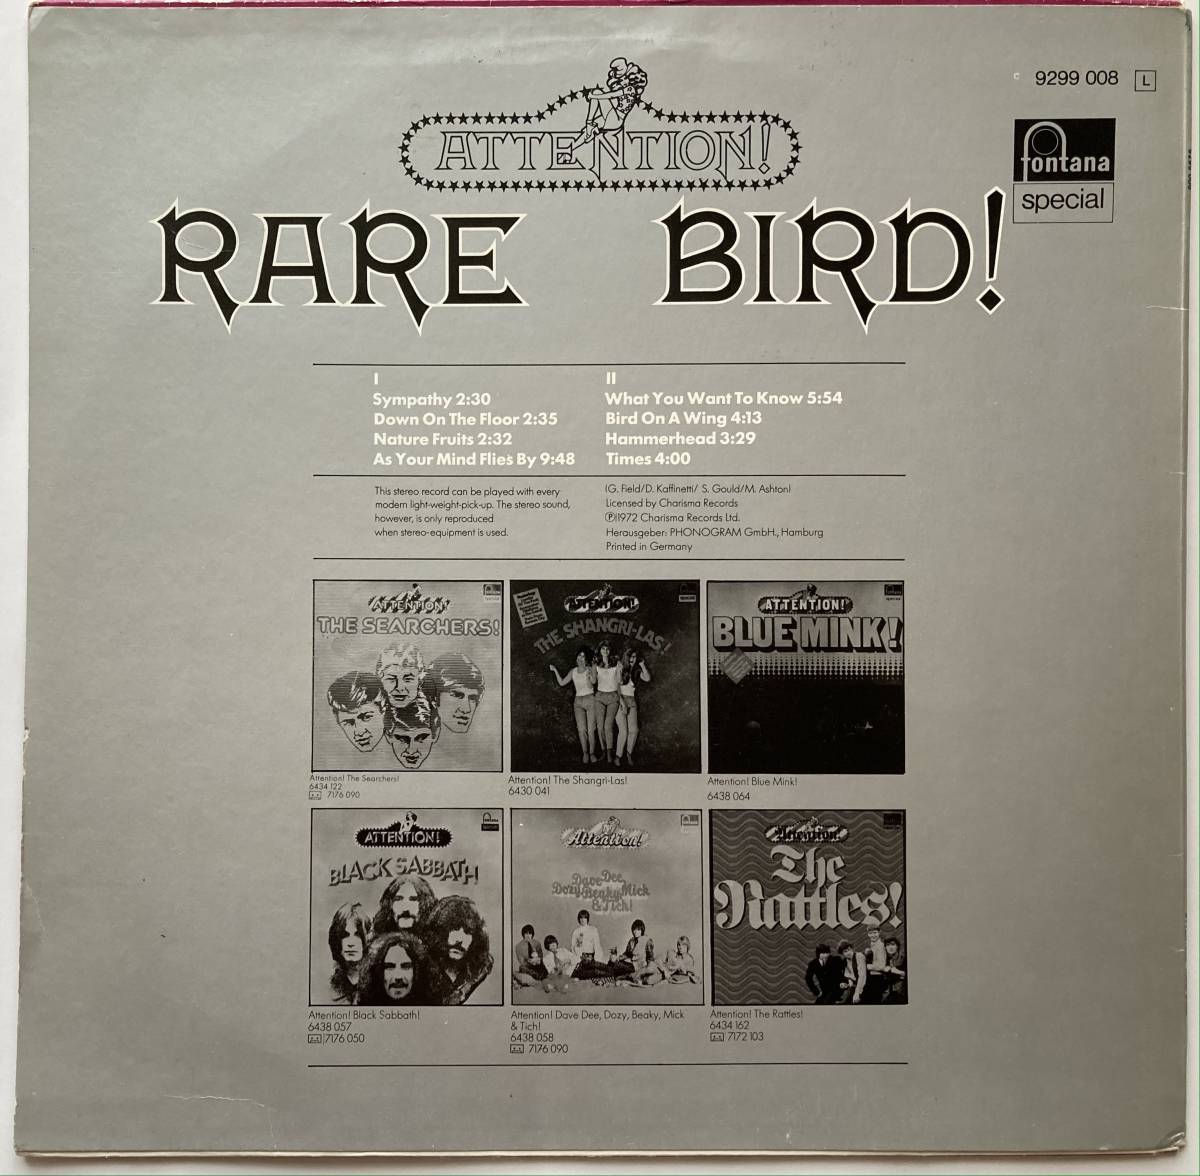 9299 008 L
ATTENTION!
fontana
special
RARE BIRD!
I
Sympathy 2:30
Down On The Floor 2:35
Nature Fruits 2:32
As Your Mind Flies By 9:48
II
What You Want To Know 5:54
Bird On A Wing 4:13
Hammerhead 3:29
Times 4:00
This stereo record can be played with every
modern light-weight-pick-up. The stereo sound,
however, is only reproduced
when stereo-equipment is used.
(G. Field/D. Kaffinetti/ S. Gould/M. Ashton)
Licensed by Charisma Records
Ⓟ1972 Charisma Records Ltd.
Herausgeber: PHONOGRAM GmbH., Hamburg
Printed in Germany
ATTENTION!
THE SEARCHERS!
ATTENTION!
THE SHANGRI-LAS!
ATTENTION!
BLUE MINK!
Attention! The Searchers!
6434 122
7176 090
Attention! The Shangri-Las!
6430 041
Attention! Blue Mink!
6438 064
ATTENTION!
BLACK SABBATH
Attention!
Dave Dee,
Dozy, Beaky, Mick
& Tich!
Attention!
The
Rattles!
Attention! Black Sabbath!
6438 057
7176 050
Attention! Dave Dee, Dozy, Beaky, Mick
& Tich!
6438 058
7176 090
Attention! The Rattles!
6434 162
7172 103